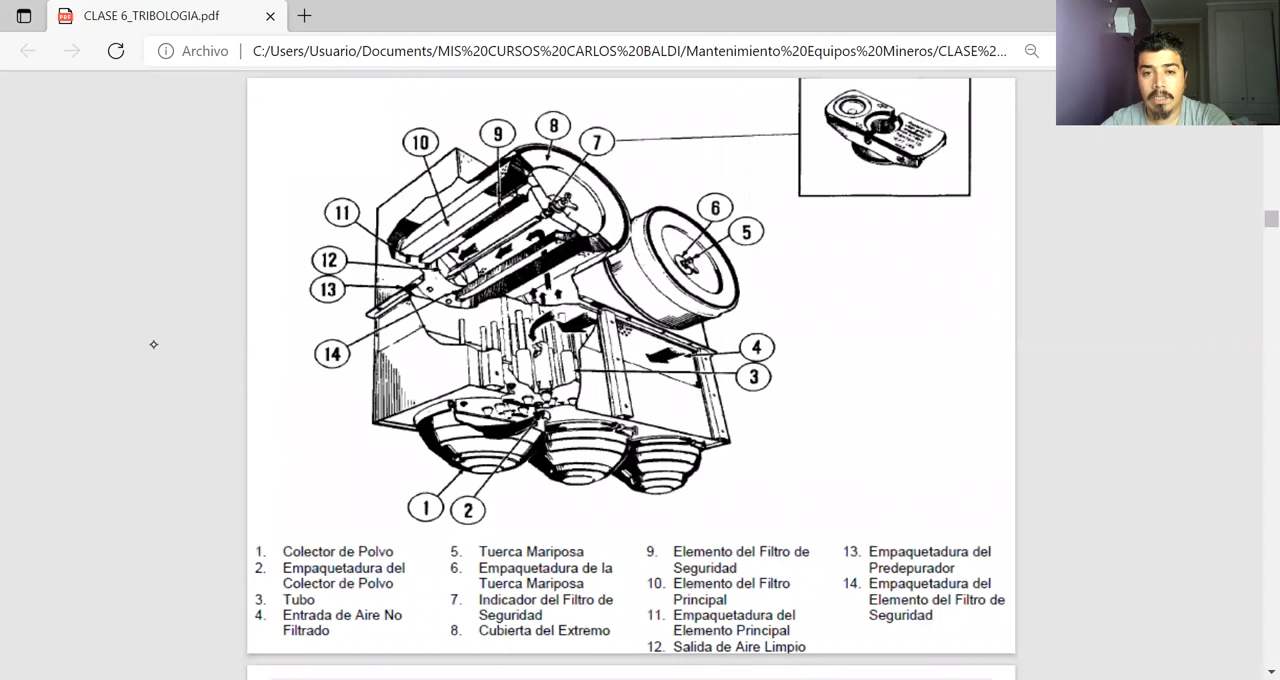 CLASE 6_TRIBOLOGIA.pdf
Archivo
C:/Users/Usuario/Documents/MIS%20CURSOS%20CARLOS%20BALDI/Mantenimiento%20Equipos%20Mineros/CLASE%2...
8
9
7
10
6
11
5
12
13
4
14
3
1
2
1. Colector de Polvo
2. Empaquetadura del
Colector de Polvo
3. Tubo
4. Entrada de Aire No
Filtrado
5. Tuerca Mariposa
6. Empaquetadura de la
Tuerca Mariposa
7. Indicador del Filtro de
Seguridad
8. Cubierta del Extremo
9. Elemento del Filtro de
Seguridad
10. Elemento del Filtro
Principal
11. Empaquetadura del
Elemento Principal
12. Salida de Aire Limpio
13. Empaquetadura del
Predepurador
14. Empaquetadura del
Elemento del Filtro de
Seguridad